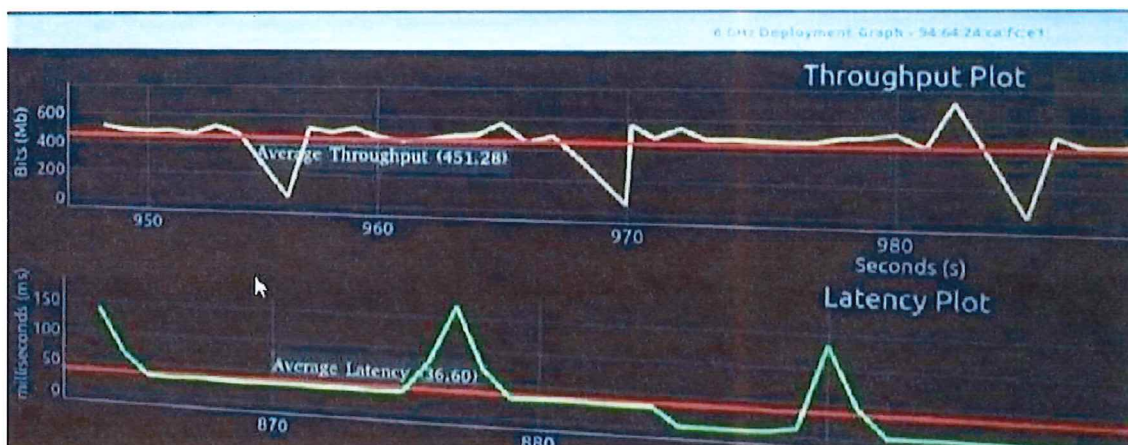 6 GHz Deployment Graph - 94:64:24:ca:fc:e1
Throughput Plot
Bits (Mb)
600
400
200
0
Average Throughput (451.28)
950
960
970
980
Seconds (s)
Latency Plot
milliseconds (ms)
150
100
50
0
Average Latency (36.60)
870
880